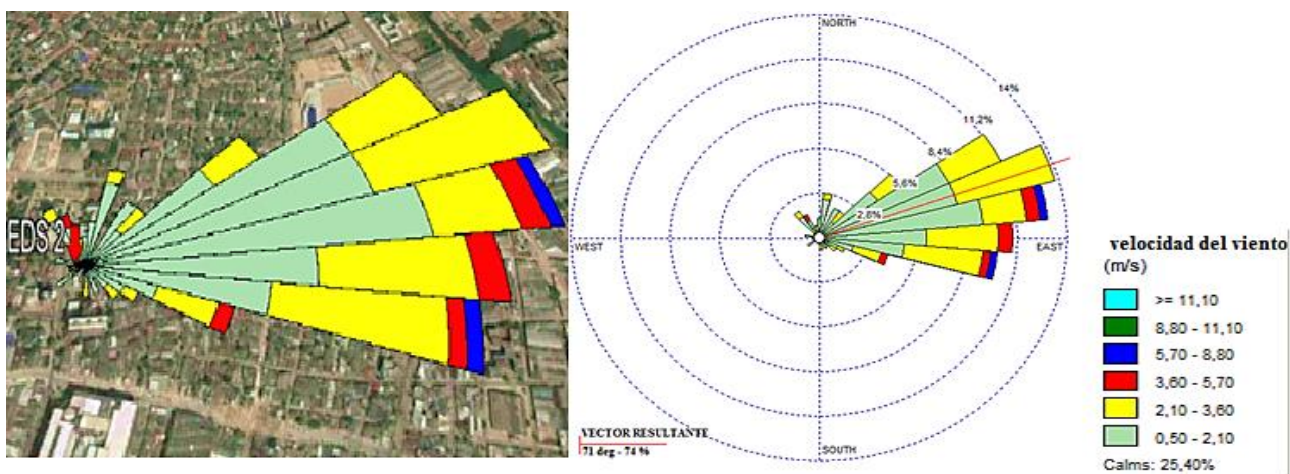 EDS 2
NORTH
14%
11,2%
8,4%
5,6%
2,8%
WEST
EAST
SOUTH
VECTOR RESULTANTE
71 deg - 74 %
velocidad del viento
(m/s)
>= 11,10
8,80 - 11,10
5,70 - 8,80
3,60 - 5,70
2,10 - 3,60
0,50 - 2,10
Calms: 25,40%